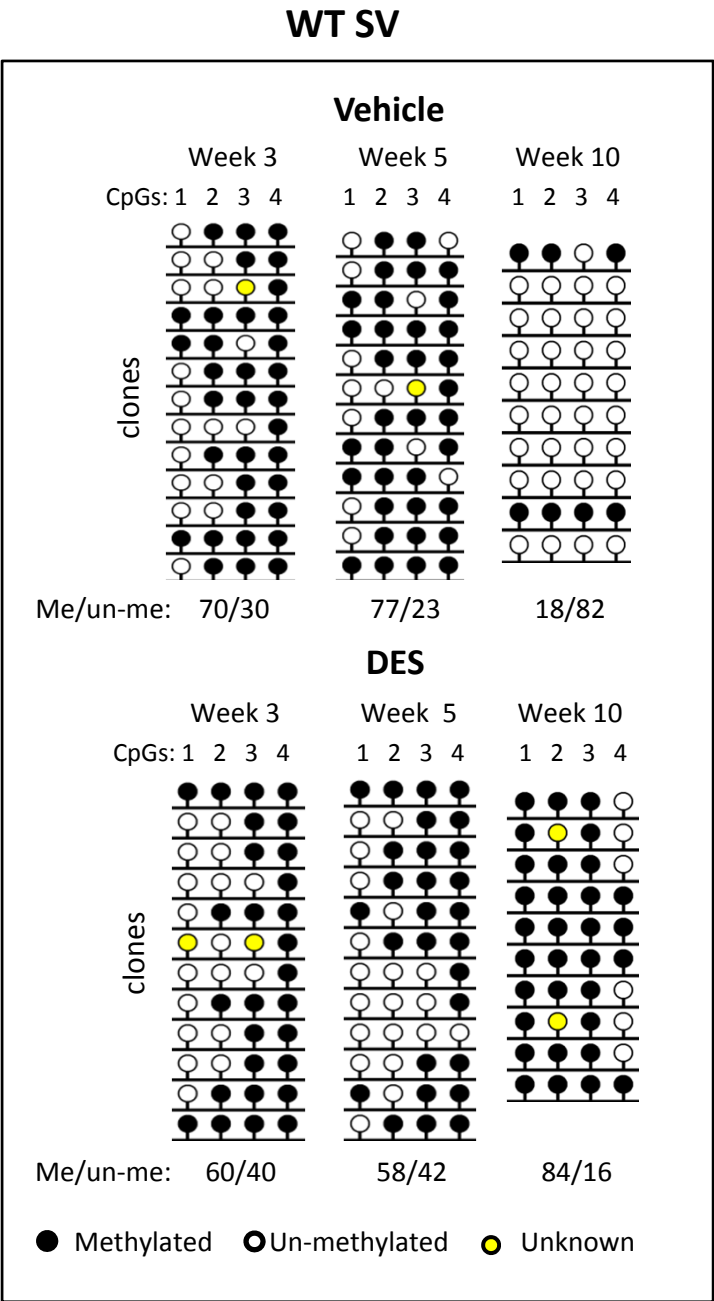 WT SV
Vehicle
Week 3 Week 5 Week 10
CpGs: 1 2 3 4 1 2 3 4 1 2 3 4
clones
Me/un-me: 70/30 77/23 18/82
DES
Week 3 Week 5 Week 10
CpGs: 1 2 3 4 1 2 3 4 1 2 3 4
clones
Me/un-me: 60/40 58/42 84/16
Methylated Un-methylated Unknown